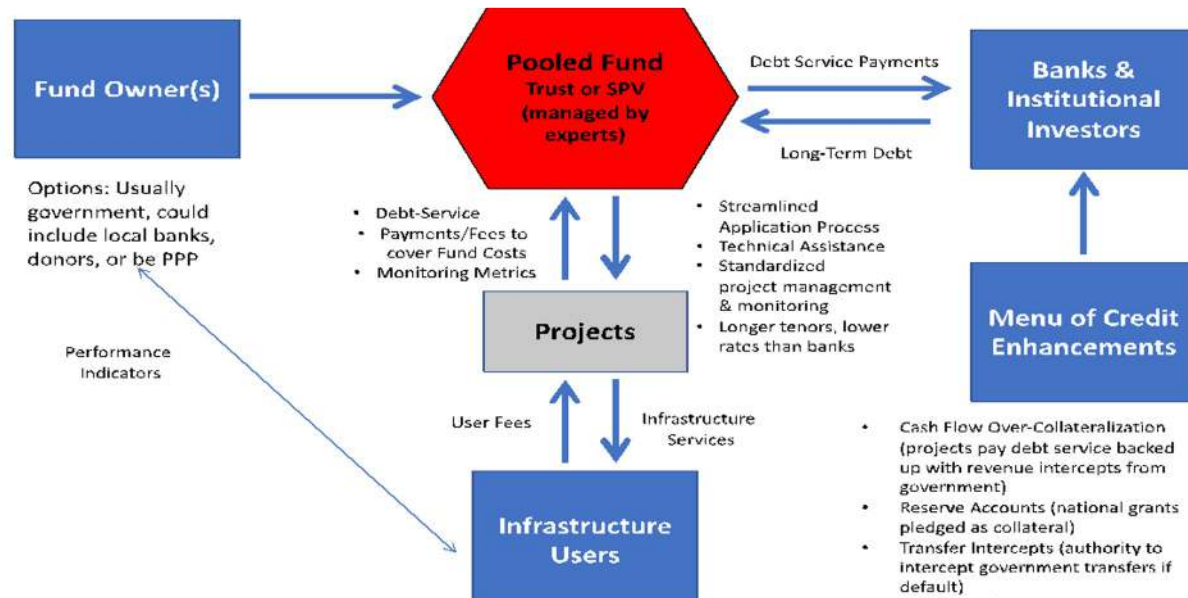 Fund Owner(s)
Options: Usually
government, could
include local banks,
donors, or be PPP
Pooled Fund
Trust or SPV
(managed by
experts)
Debt Service Payments
Long-Term Debt
Banks &
Institutional
Investors
• Debt-Service
• Payments/Fees to
cover Fund Costs
• Monitoring Metrics
• Streamlined
Application Process
• Technical Assistance
• Standardized
project management
& monitoring
• Longer tenors, lower
rates than banks
Projects
Menu of Credit
Enhancements
Performance
Indicators
User Fees
Infrastructure
Services
Infrastructure
Users
• Cash Flow Over-Collateralization
(projects pay debt service backed
up with revenue intercepts from
government)
• Reserve Accounts (national grants
pledged as collateral)
• Transfer Intercepts (authority to
intercept government transfers if
default)